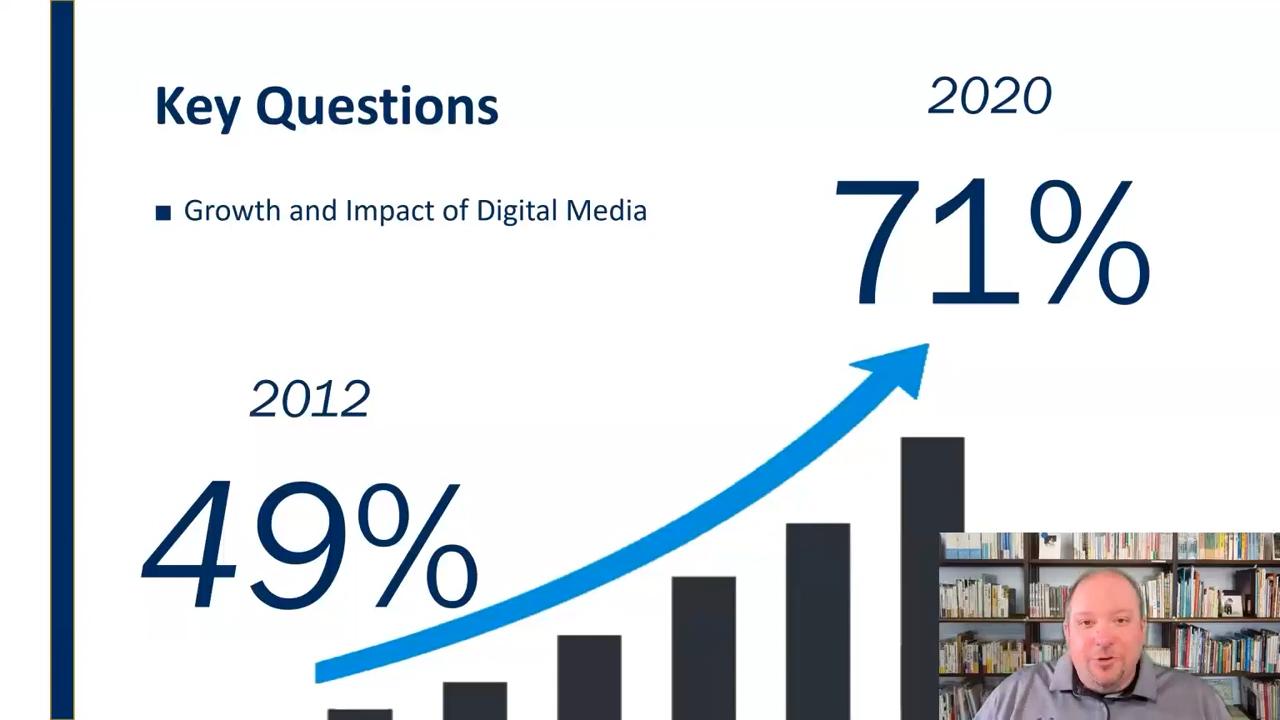 Key Questions
2020
71%
■ Growth and Impact of Digital Media
2012
49%